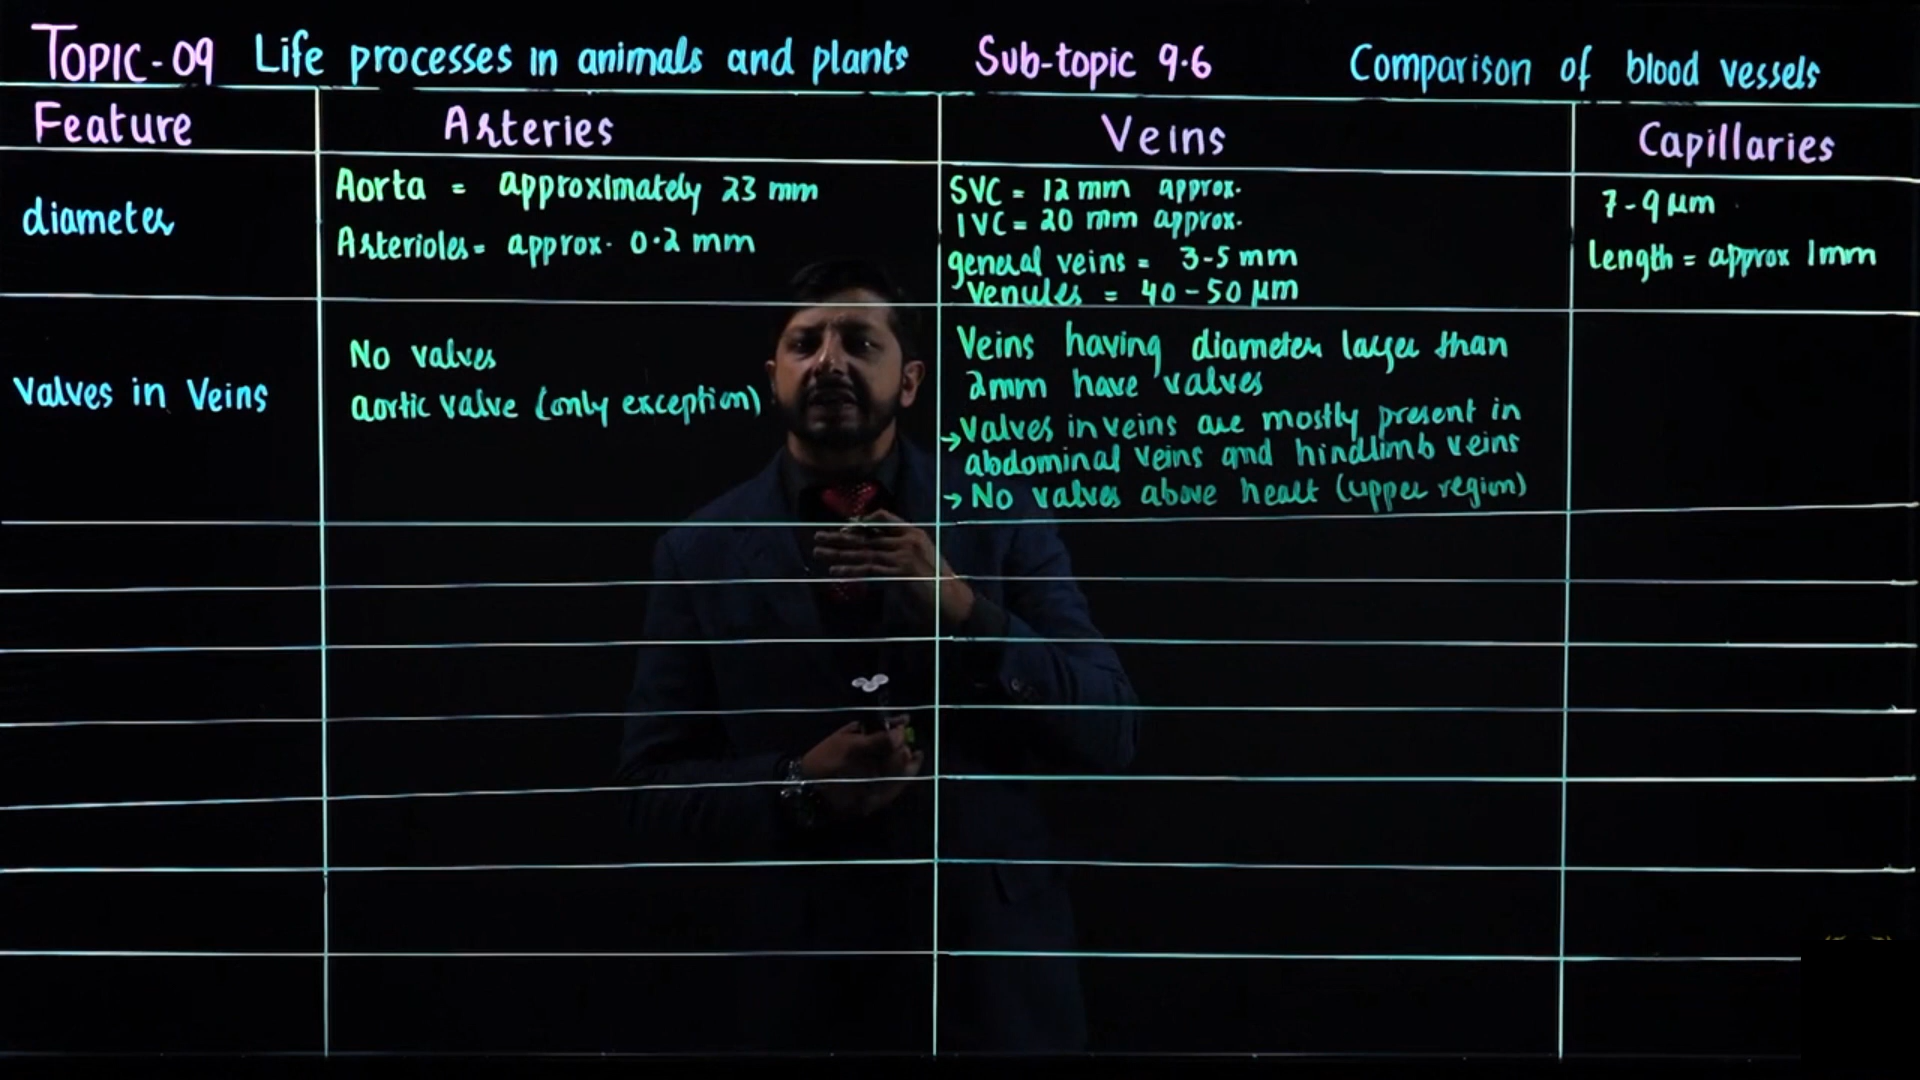 TOPIC-09 Life processes in animals and plants Sub-topic 9.6 Comparison of blood vessels
Feature Arteries Veins Capillaries
diameter
Aorta = approximately 23 mm
Arterioles = approx. 0.2 mm
SVC = 12 mm approx.
IVC = 20 mm approx.
general veins = 3-5 mm
venules = 40-50 μm
7-9 μm
Length = approx 1mm
Valves in Veins
No valves
aortic valve (only exception)
Veins having diameter larger than
2mm have valves
→ Valves in veins are mostly present in
abdominal veins and hindlimb veins
→ No valves above heart (upper region)